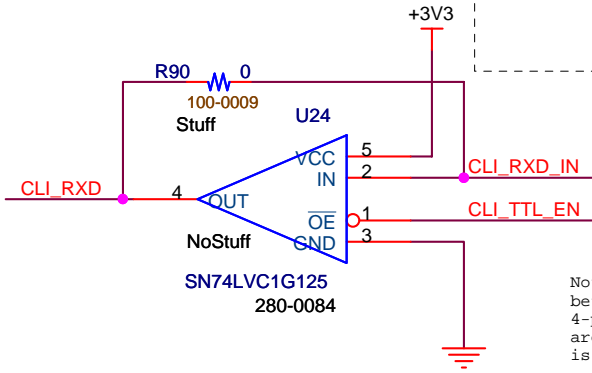 +3V3
R90 0
100-0009
Stuff
U24
VCC 5
IN 2
CLI_RXD_IN
CLI_RXD
4 OUT
OE 1
CLI_TTL_EN
GND 3
NoStuff
SN74LVC1G125
280-0084
No
be
4-p
are
is